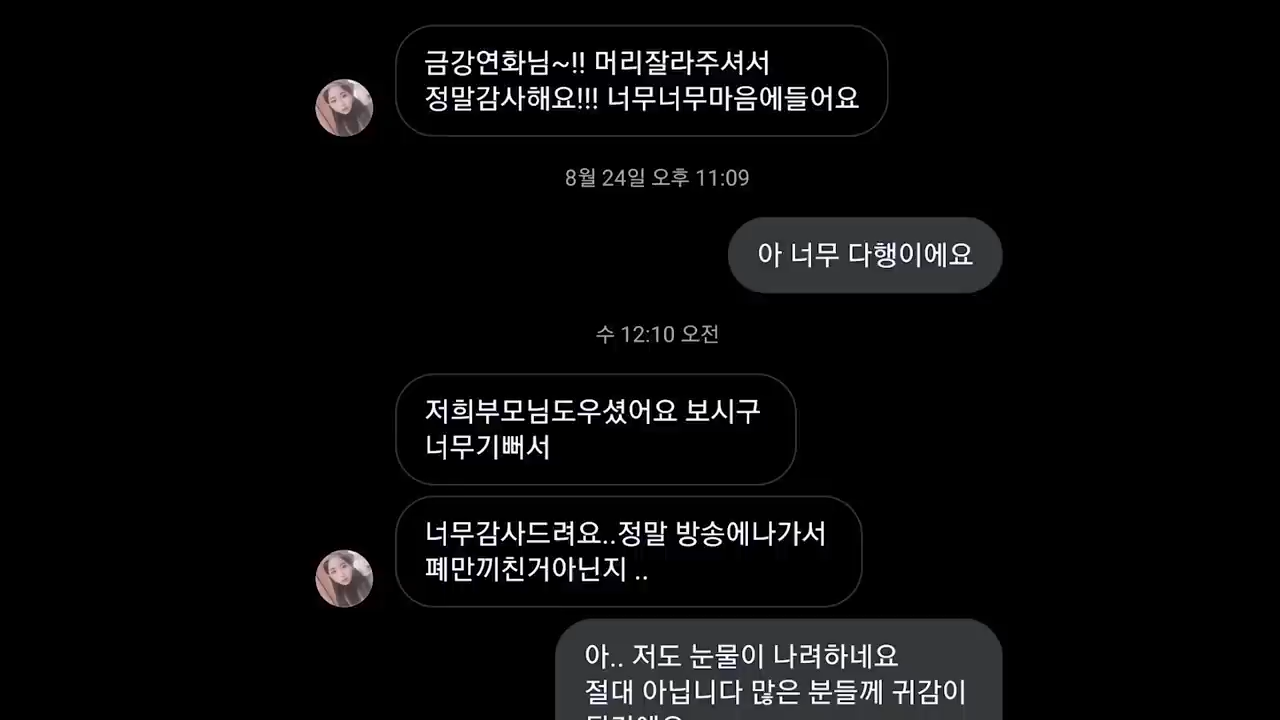 금강연화님~!! 머리잘라주셔서
정말감사해요!!! 너무너무마음에들어요
8월 24일 오후 11:09
아 너무 다행이에요
수 12:10 오전
저희부모님도우셨어요 보시구
너무기뻐서
너무감사드려요..정말 방송에나가서
폐만끼친거아닌지 ..
아.. 저도 눈물이 나려하네요
절대 아닙니다 많은 분들께 귀감이